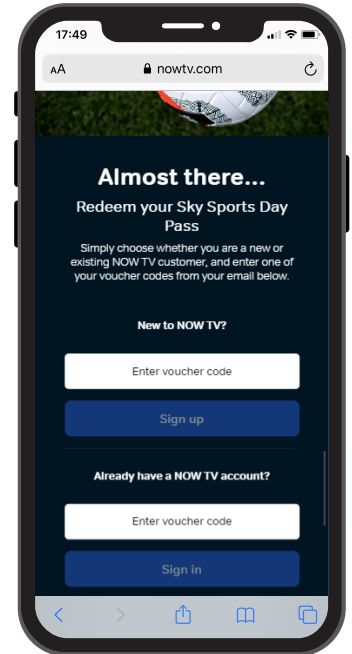 17:49
AA
nowtv.com
Almost there...
Redeem your Sky Sports Day
Pass
Simply choose whether you are a new or
existing NOW TV customer, and enter one of
your voucher codes from your email below.
New to NOW TV?
Enter voucher code
Sign up
Already have a NOW TV account?
Enter voucher code
Sign in